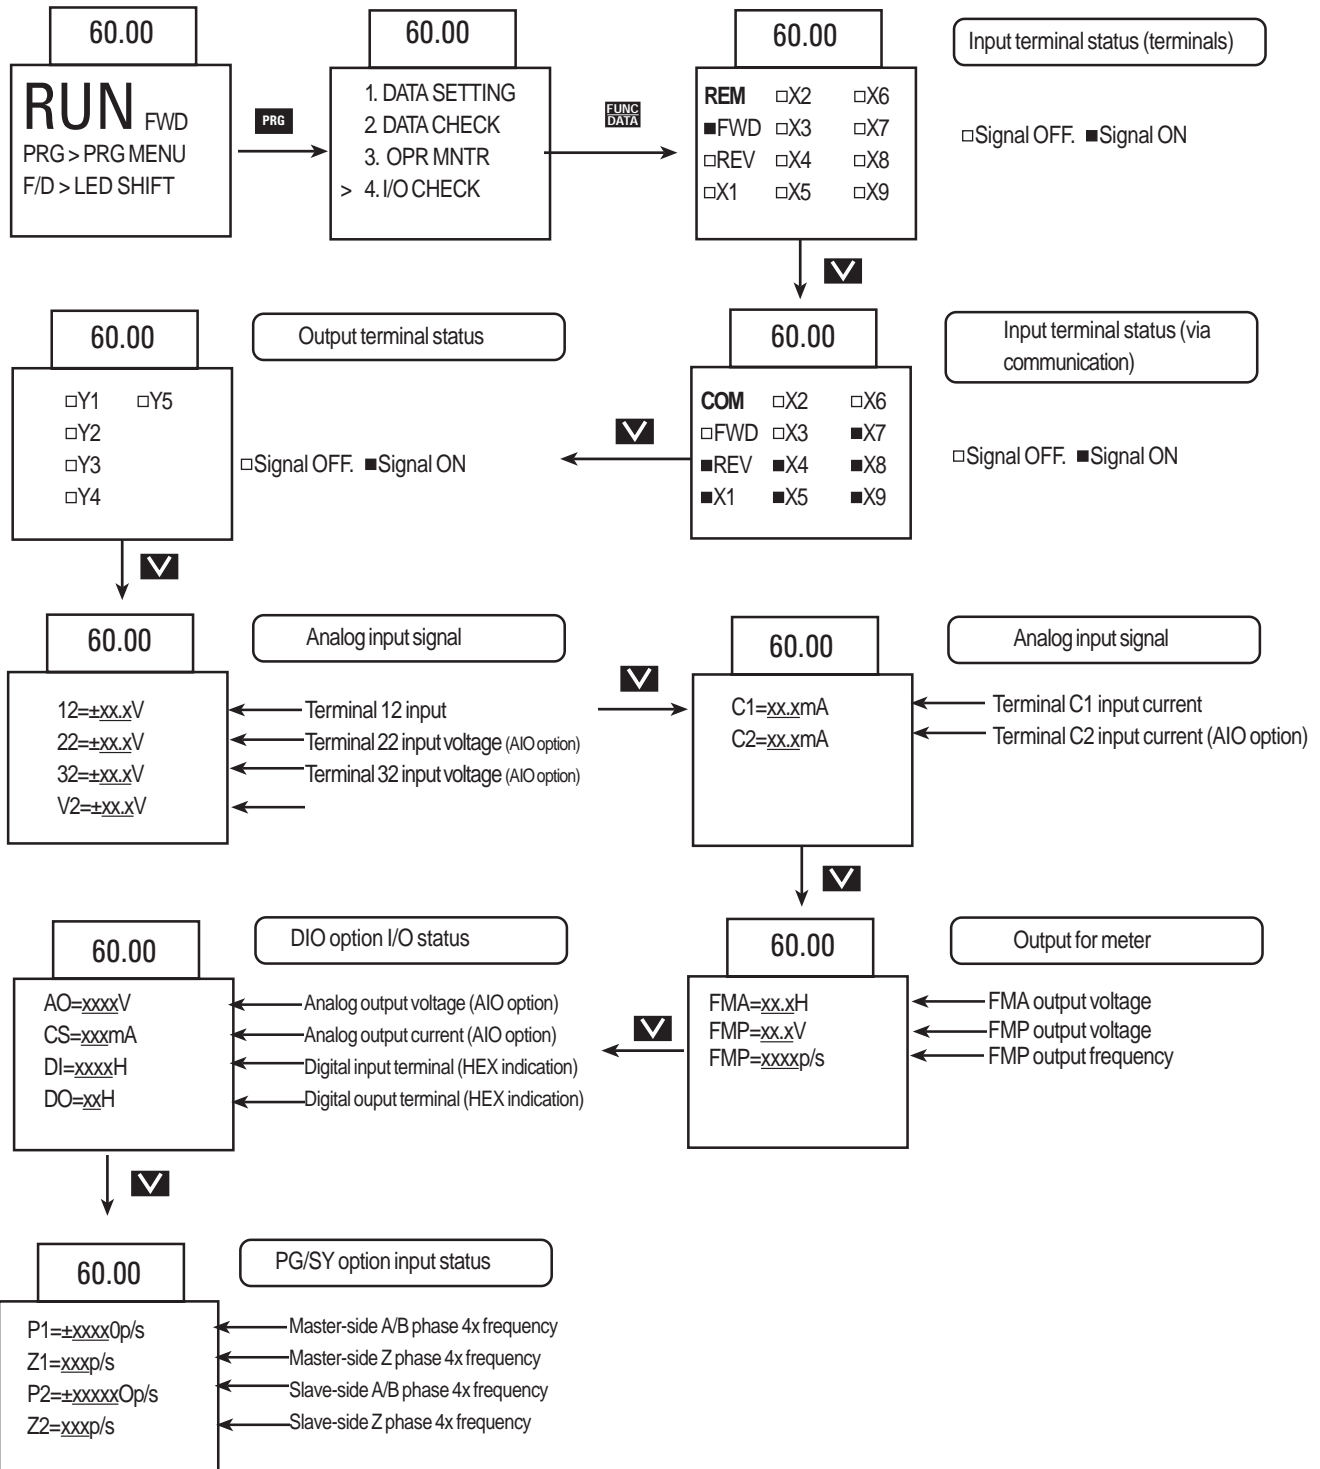 60.00
RUN FWD
PRG > PRG MENU
F/D > LED SHIFT
PRG
60.00
1. DATA SETTING
2. DATA CHECK
3. OPR MNTR
> 4. I/O CHECK
FUNC
DATA
60.00
REM □X2 □X6
■FWD □X3 □X7
□REV □X4 □X8
□X1 □X5 □X9
Input terminal status (terminals)
□Signal OFF. ■Signal ON
60.00
Output terminal status
□Y1 □Y5
□Y2
□Y3
□Y4
□Signal OFF. ■Signal ON
60.00
COM □X2 □X6
□FWD □X3 ■X7
■REV ■X4 ■X8
■X1 ■X5 ■X9
Input terminal status (via
communication)
□Signal OFF. ■Signal ON
60.00
Analog input signal
12=±xx.xV
22=±xx.xV
32=±xx.xV
V2=±xx.xV
Terminal 12 input
Terminal 22 input voltage (AIO option)
Terminal 32 input voltage (AIO option)
60.00
Analog input signal
C1=xx.xmA
C2=xx.xmA
Terminal C1 input current
Terminal C2 input current (AIO option)
60.00
DIO option I/O status
AO=xxxxV
CS=xxxmA
DI=xxxxH
DO=xxH
Analog output voltage (AIO option)
Analog output current (AIO option)
Digital input terminal (HEX indication)
Digital ouput terminal (HEX indication)
60.00
Output for meter
FMA=xx.xH
FMP=xx.xV
FMP=xxxxp/s
FMA output voltage
FMP output voltage
FMP output frequency
60.00
PG/SY option input status
P1=±xxxx0p/s
Z1=xxxp/s
P2=±xxxxxOp/s
Z2=xxxp/s
Master-side A/B phase 4x frequency
Master-side Z phase 4x frequency
Slave-side A/B phase 4x frequency
Slave-side Z phase 4x frequency